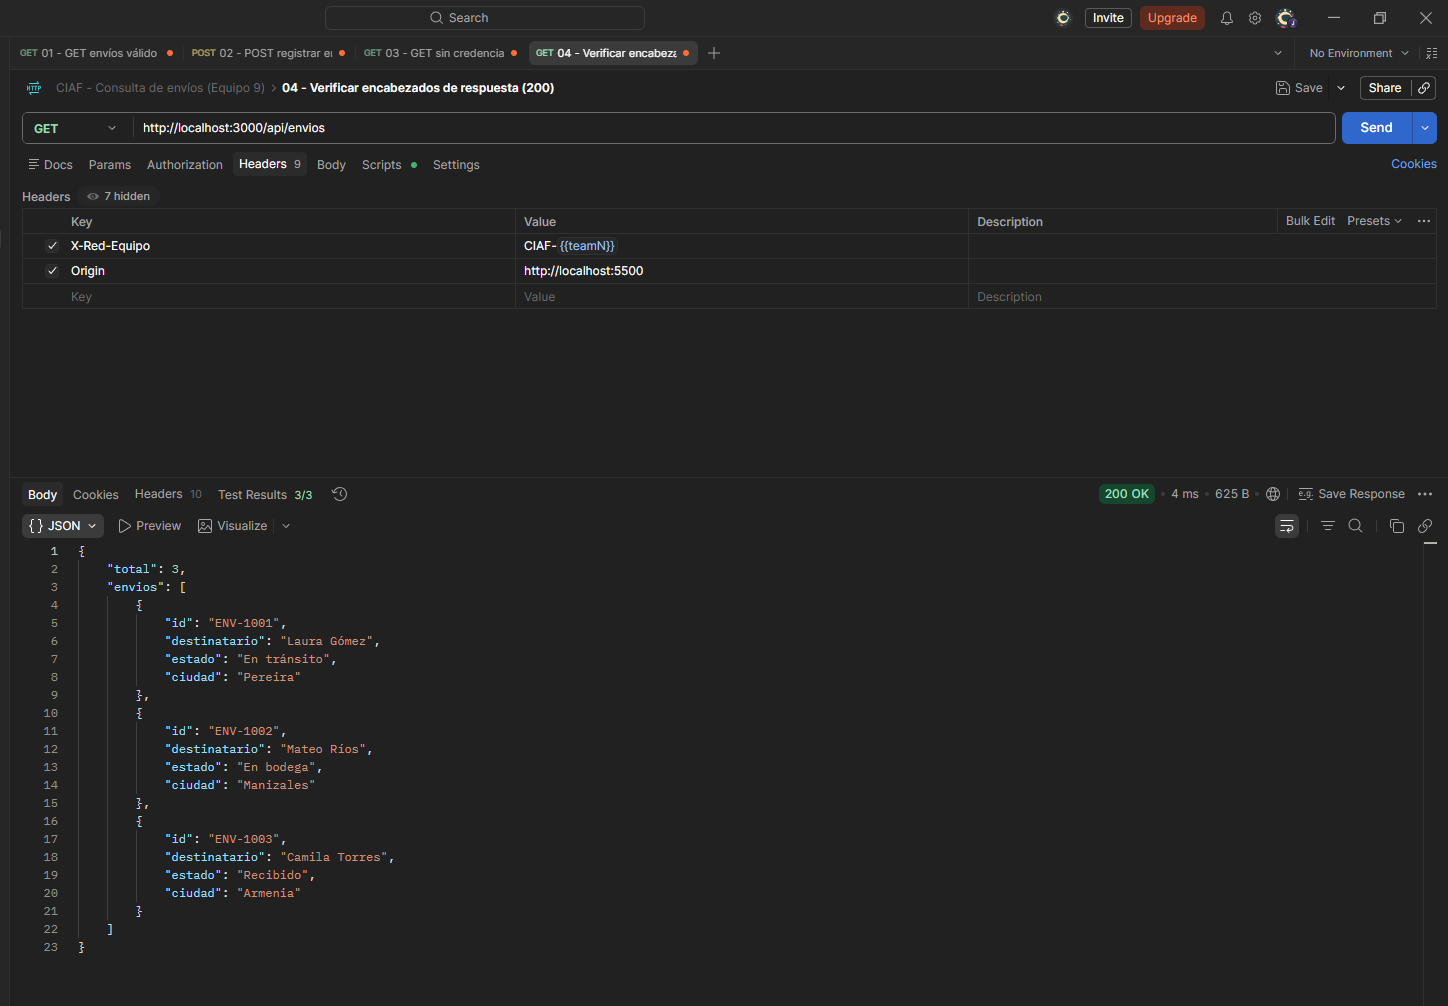 Search
Invite
Upgrade
GET 01 - GET envíos válido
POST 02 - POST registrar
GET 03 - GET sin credencia
GET 04 - Verificar encabeza
No Environment
HTTP
CIAF - Consulta de envíos (Equipo 9) > 04 - Verificar encabezados de respuesta (200)
Save
Share
GET
http://localhost:3000/api/envios
Send
Docs
Params
Authorization
Headers 9
Body
Scripts
Settings
Cookies
Headers
7 hidden
Key
Value
Description
Bulk Edit
Presets
X-Red-Equipo
CIAF- {{teamN}}
Origin
http://localhost:5500
Key
Value
Description
Body
Cookies
Headers 10
Test Results 3/3
200 OK
4 ms
625 B
e.g. Save Response
{} JSON
Preview
Visualize
1 {
2 "total": 3,
3 "envios": [
4 {
5 "id": "ENV-1001",
6 "destinatario": "Laura Gómez",
7 "estado": "En tránsito",
8 "ciudad": "Pereira"
9 },
10 {
11 "id": "ENV-1002",
12 "destinatario": "Mateo Ríos",
13 "estado": "En bodega",
14 "ciudad": "Manizales"
15 },
16 {
17 "id": "ENV-1003",
18 "destinatario": "Camila Torres",
19 "estado": "Recibido",
20 "ciudad": "Armenia"
21 }
22 ]
23 }